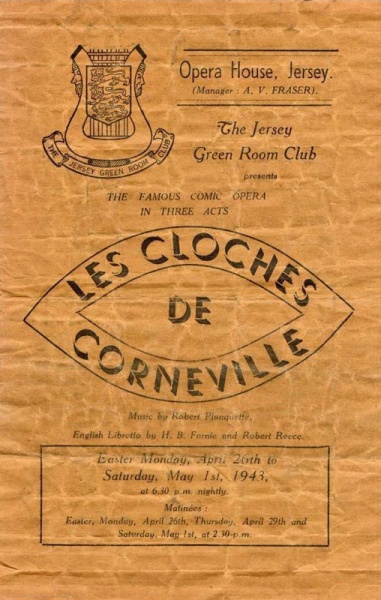 Opera House, Jersey.
(Manager : A. V. FRASER).
THE JERSEY GREEN ROOM CLUB
The Jersey
Green Room Club
presents
THE FAMOUS COMIC OPERA
IN THREE ACTS
LES CLOCHES
DE
CORNEVILLE
Music by Robert Planquette.
English Libretto by H. B. Farnie and Robert Reece.
Easter Monday, April 26th to
Saturday, May 1st, 1943,
at 6.30 p.m. nightly.
Matinées :
Easter, Monday, April 26th, Thursday, April 29th and
Saturday, May 1st, at 2.30 p.m.